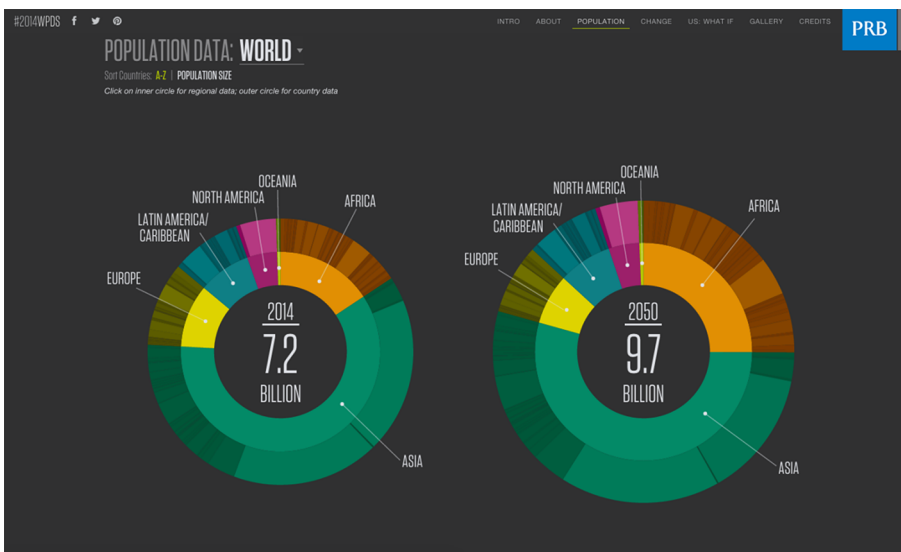 #2014WPDS f
INTRO ABOUT POPULATION CHANGE US: WHAT IF GALLERY CREDITS
PRB
POPULATION DATA: WORLD
Sort Countries: A-Z | POPULATION SIZE
Click on inner circle for regional data; outer circle for country data
OCEANIA
NORTH AMERICA
AFRICA
LATIN AMERICA/
CARIBBEAN
EUROPE
2014
7.2
BILLION
ASIA
OCEANIA
NORTH AMERICA
AFRICA
LATIN AMERICA/
CARIBBEAN
EUROPE
2050
9.7
BILLION
ASIA